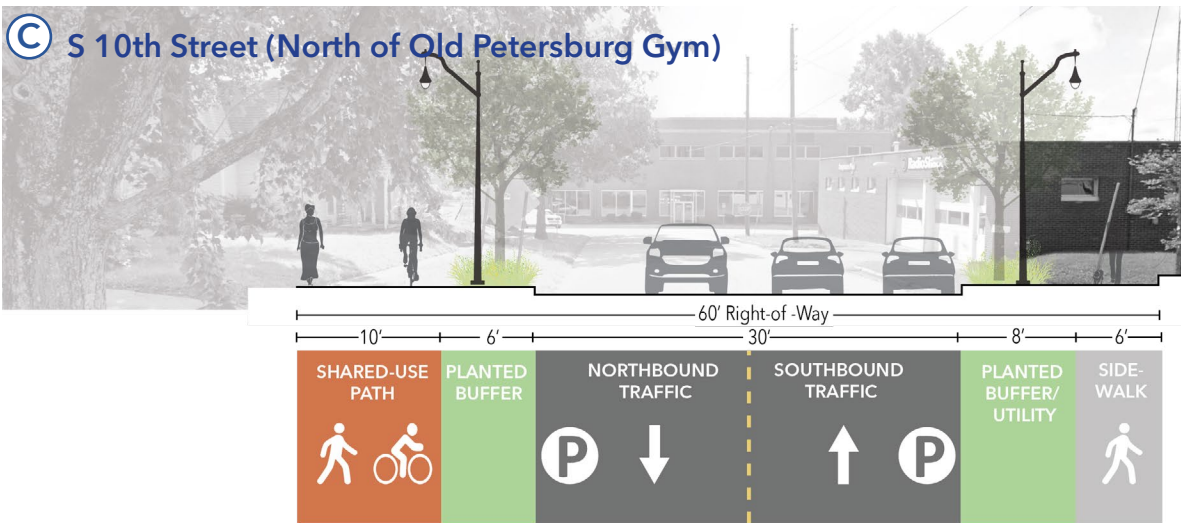 C S 10th Street (North of Old Petersburg Gym)
RadioShack
60' Right-of -Way
10' 6' 30' 8' 6'
SHARED-USE PATH
PLANTED BUFFER
NORTHBOUND TRAFFIC
SOUTHBOUND TRAFFIC
PLANTED BUFFER/ UTILITY
SIDE- WALK
P
P